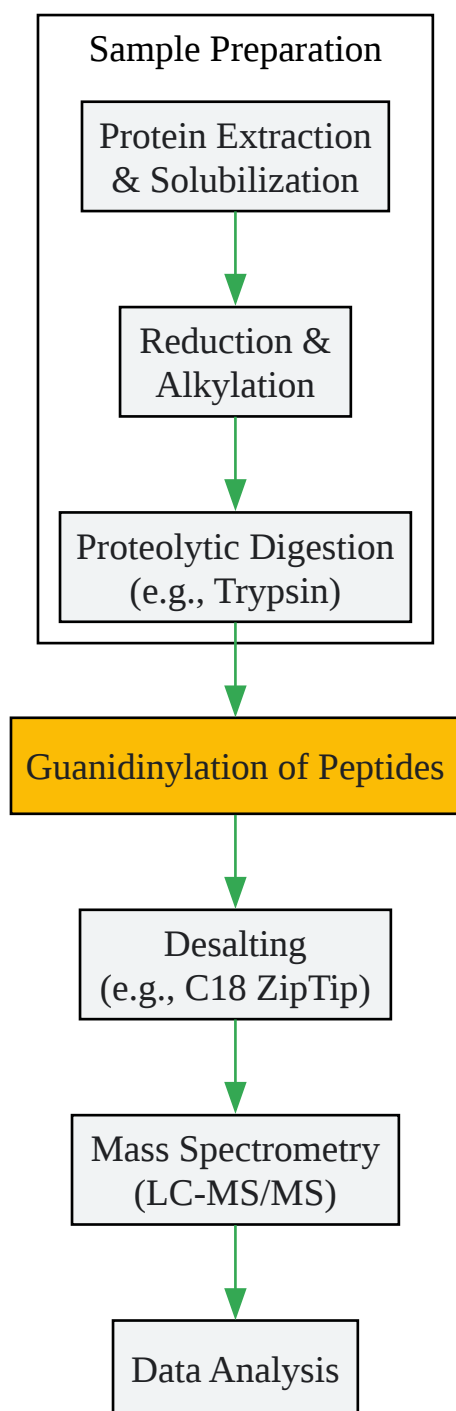 Sample Preparation
Protein Extraction
& Solubilization
Reduction &
Alkylation
Proteolytic Digestion
(e.g., Trypsin)
Guanidinylation of Peptides
Desalting
(e.g., C18 ZipTip)
Mass Spectrometry
(LC-MS/MS)
Data Analysis